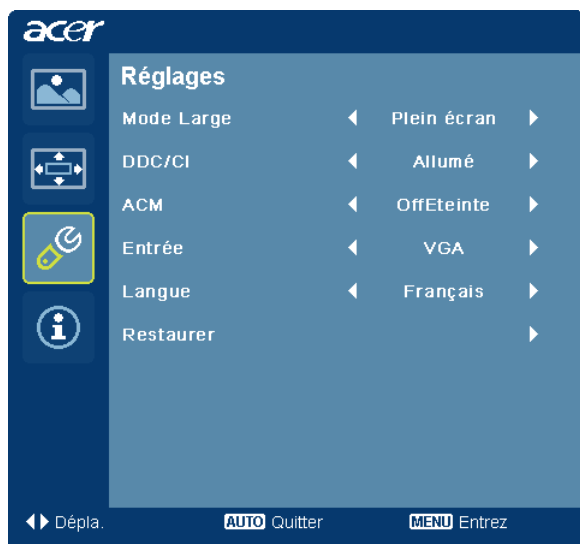 acer
Réglages
Mode Large Plein écran
DDC/CI Allumé
ACM OffEteinte
Entrée VGA
Langue Français
Restaurer
Dépla. AUTO Quitter MENU Entrez